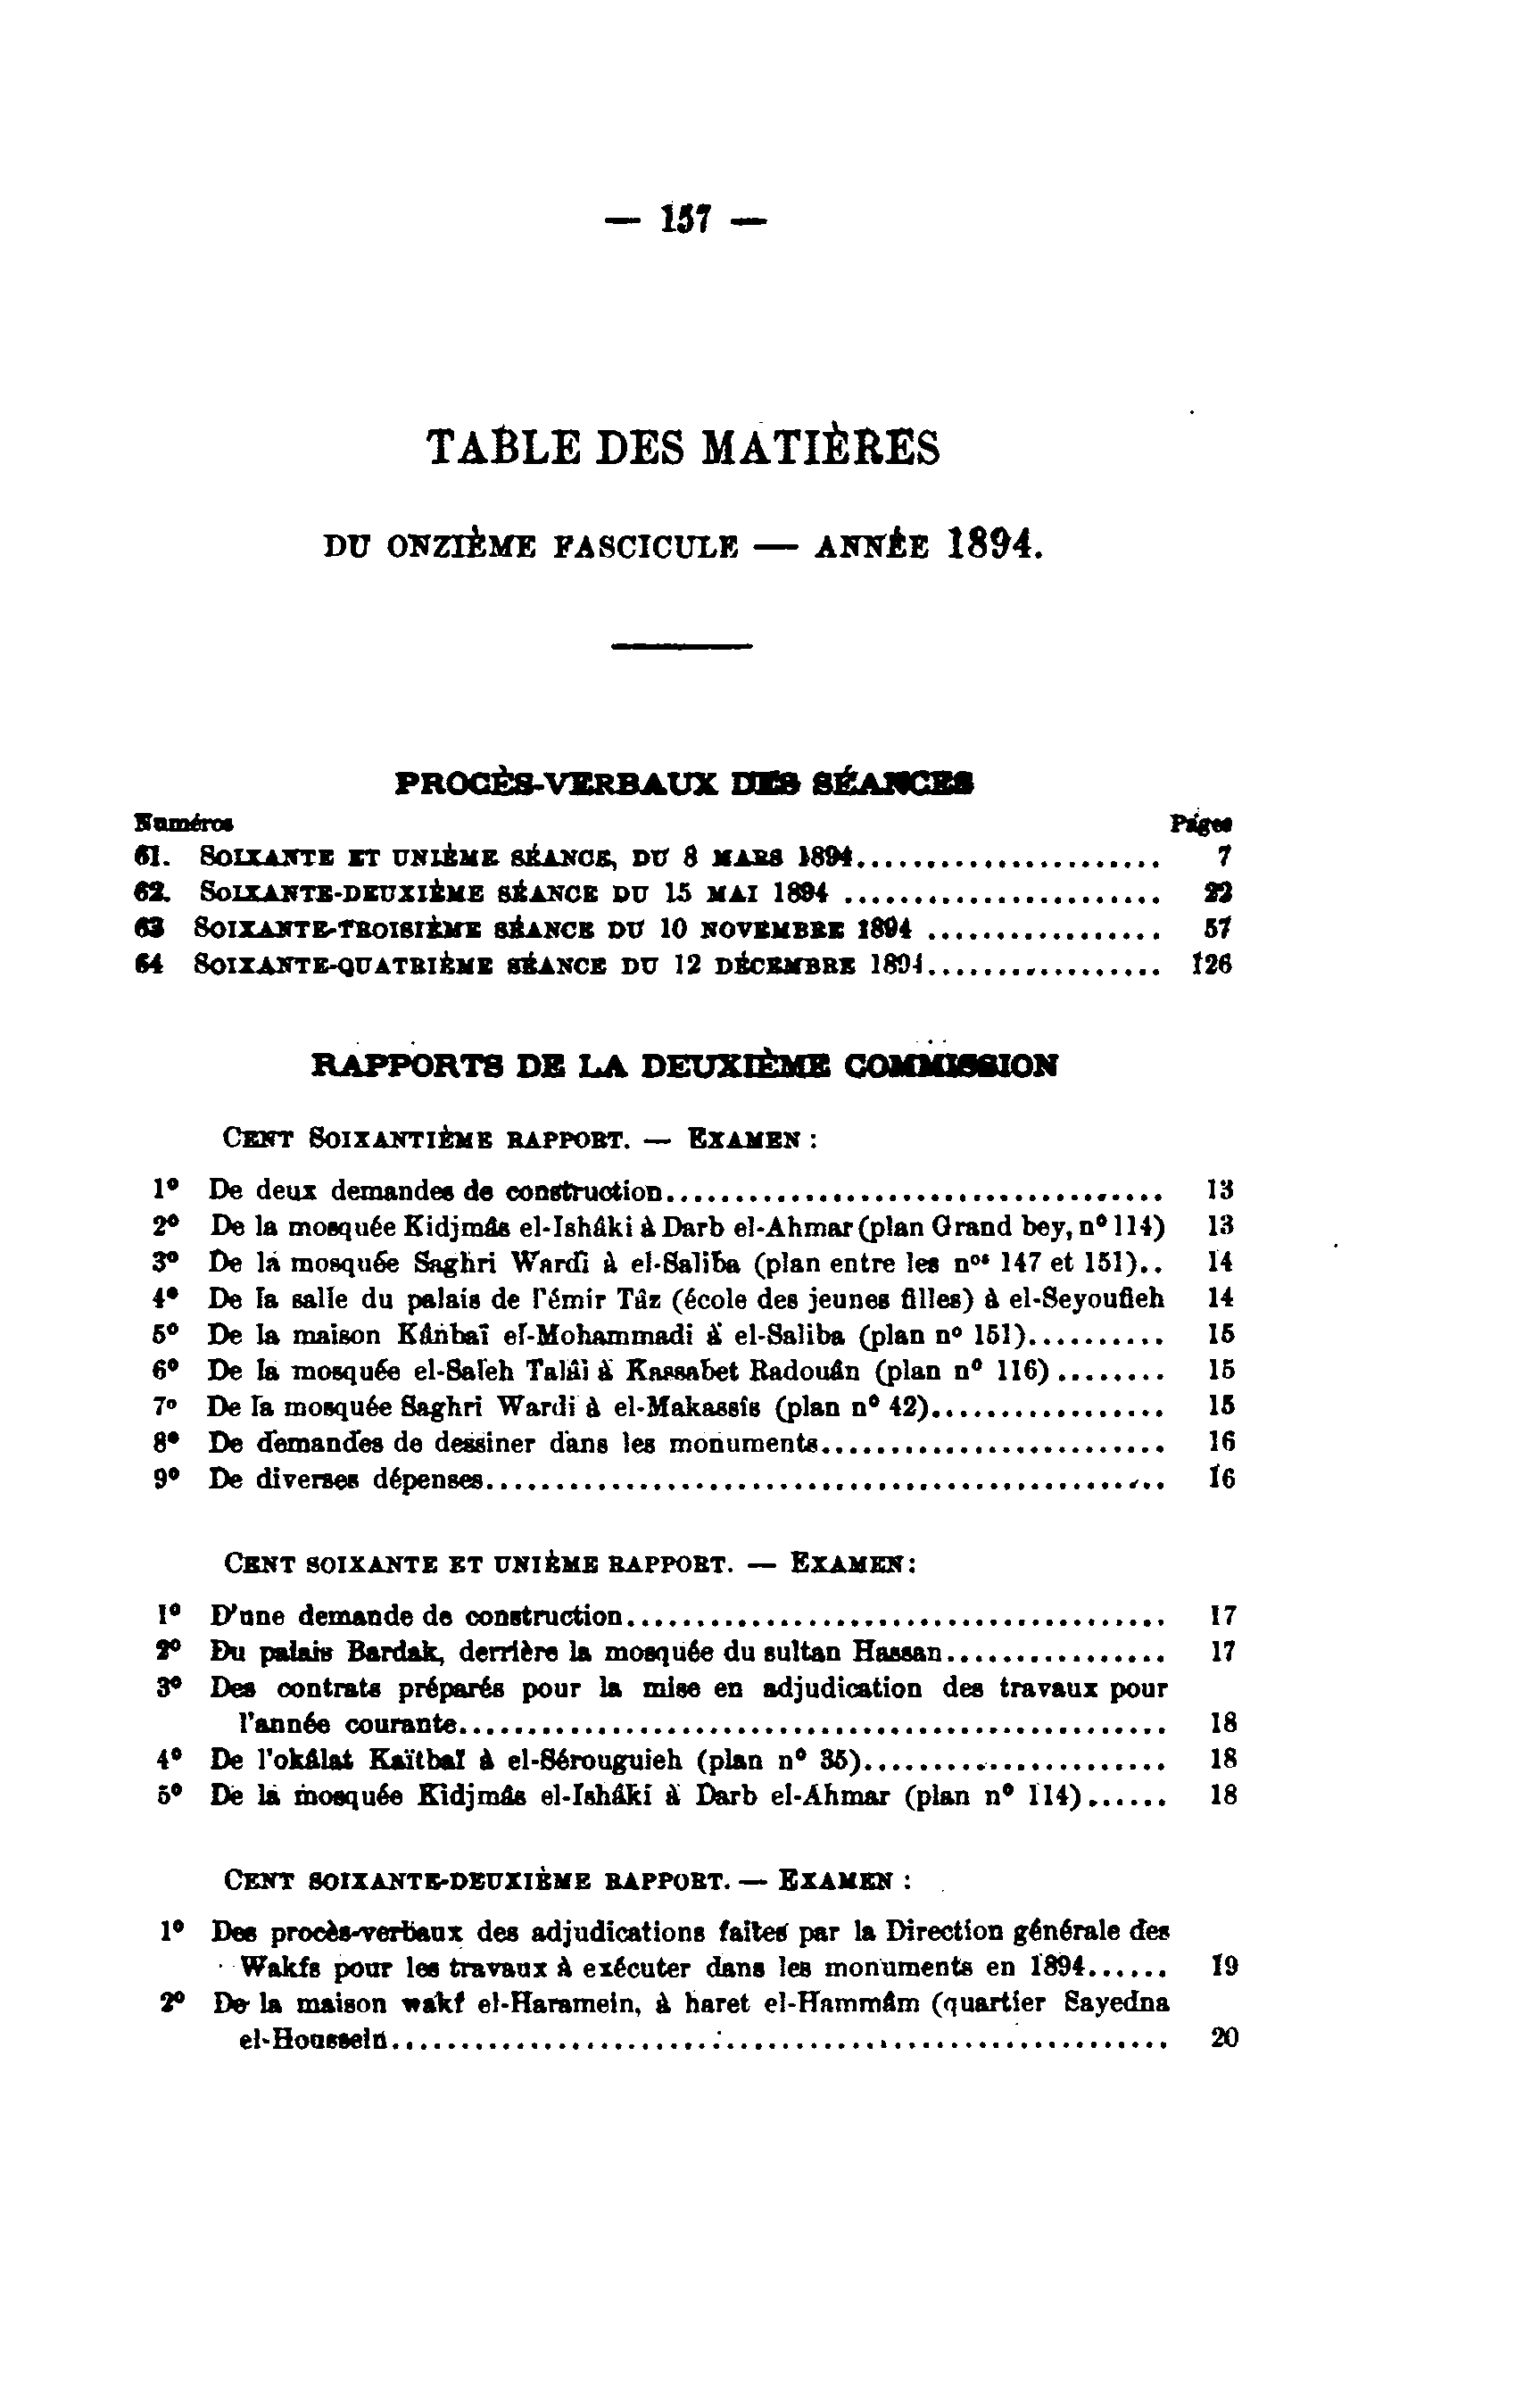 — 157 —
TABLE DES MATIÈRES
DU ONZIÈME FASCICULE — ANNÉE 1894.
PROCÈS-VERBAUX DES SÉANCES
Numéros Pages
61. SOIXANTE ET UNIÈME SÉANCE, DU 8 MARS 1894...................... 7
62. SOIXANTE-DEUXIÈME SÉANCE DU 15 MAI 1894 ....................... 22
63 SOIXANTE-TROISIÈME SÉANCE DU 10 NOVEMBRE 1894 ................. 57
64 SOIXANTE-QUATRIÈME SÉANCE DU 12 DÉCEMBRE 1894................. 126
RAPPORTS DE LA DEUXIÈME COMMISSION
CENT SOIXANTIÈME RAPPORT. — EXAMEN :
1° De deux demandes de construction.................................... 13
2° De la mosquée Kidjmâs el-Ishâki à Darb el-Ahmar (plan Grand bey, n° 114) 13
3° De la mosquée Saghri Wardi à el-Saliba (plan entre les nos 147 et 151).. 14
4° De la salle du palais de l'émir Tâz (école des jeunes filles) à el-Seyoufieh 14
5° De la maison Kânbaï el-Mohammadi à el-Saliba (plan n° 151).......... 15
6° De la mosquée el-Saleh Talâi à Kassabet Radouân (plan n° 116) ........ 15
7° De la mosquée Saghri Wardi à el-Makassîs (plan n° 42)................. 15
8° De demandes de dessiner dans les monuments......................... 16
9° De diverses dépenses................................................. 16
CENT SOIXANTE ET UNIÈME RAPPORT. — EXAMEN :
1° D'une demande de construction....................................... 17
2° Du palais Bardak, derrière la mosquée du sultan Hassan................ 17
3° Des contrats préparés pour la mise en adjudication des travaux pour
l'année courante................................................... 18
4° De l'okâlat Kaïtbaï à el-Sérouguieh (plan n° 35)...................... 18
5° De la mosquée Kidjmâs el-Ishâki à Darb el-Ahmar (plan n° 114)...... 18
CENT SOIXANTE-DEUXIÈME RAPPORT. — EXAMEN :
1° Des procès-verbaux des adjudications faites par la Direction générale des
Wakfs pour les travaux à exécuter dans les monuments en 1894...... 19
2° De la maison wakf el-Haramein, à haret el-Hammâm (quartier Sayedna
el-Houssein........................................................ 20